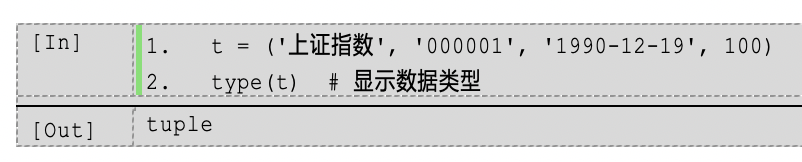 [In] 1. t = ('上证指数', '000001', '1990-12-19', 100)
2. type(t) # 显示数据类型
[Out] tuple